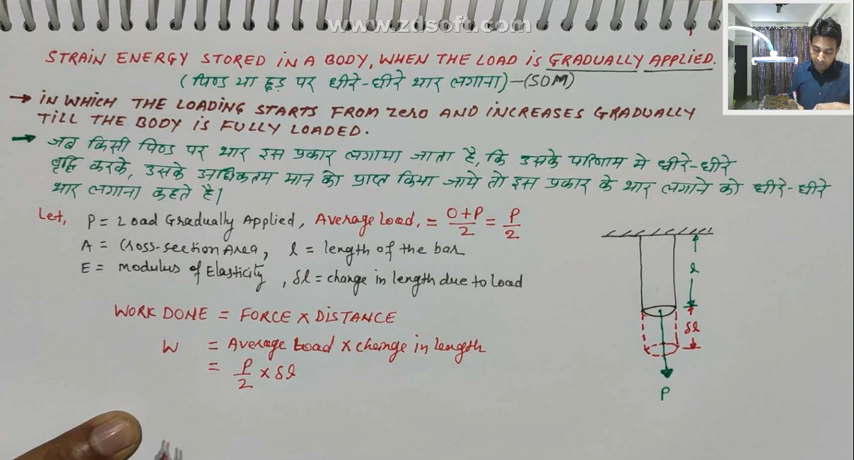 www.zdsoft.com
STRAIN ENERGY STORED IN A BODY, WHEN THE LOAD IS GRADUALLY APPLIED.
(पिण्ड या दृढ़ पर धीरे-धीरे भार लगाना)-(SOM)
→ IN WHICH THE LOADING STARTS FROM ZERO AND INCREASES GRADUALLY
TILL THE BODY IS FULLY LOADED.
→ जब किसी पिण्ड पर भार इस प्रकार लगाया जाता है, कि उसके परिणाम मे धीरे-धीरे
वृद्धि करके, उसके अधिकतम मान को प्राप्त किया जाये तो इस प्रकार के भार लगाने को धीरे-धीरे
भार लगाना कहते है।
Let, P = Load Gradually Applied, Average Load, = 0+P/2 = P/2
A = Cross-section Area, l = length of the bar
E = modulus of Elasticity, δl = change in length due to load
WORK DONE = FORCE × DISTANCE
W = Average Load × change in length
= P/2 × δl
l
δl
P